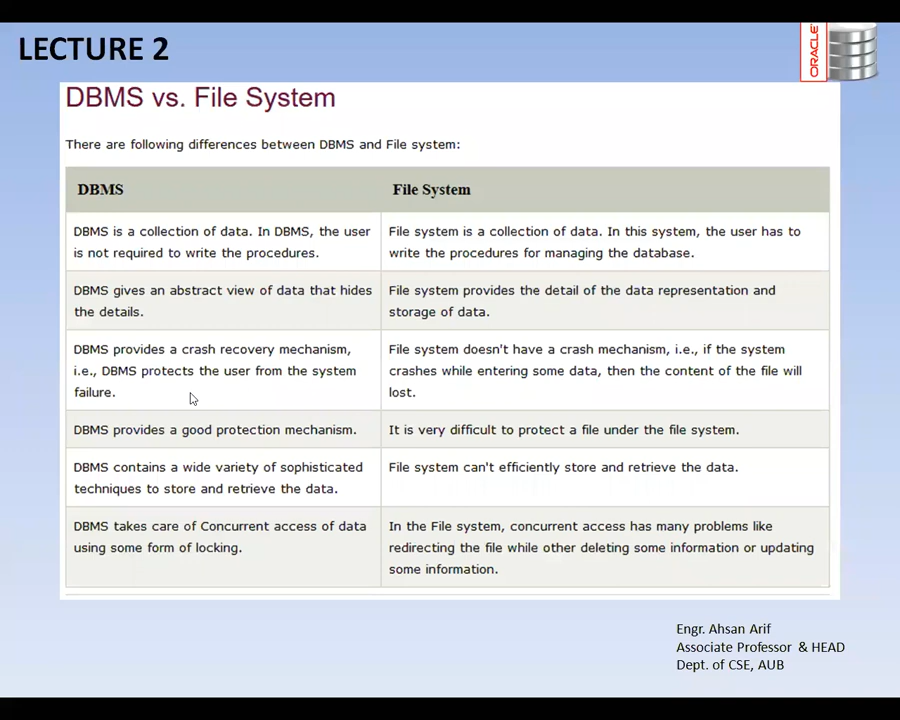 LECTURE 2
ORACLE
DBMS vs. File System
There are following differences between DBMS and File system:
DBMS
File System
DBMS is a collection of data. In DBMS, the user
is not required to write the procedures.
File system is a collection of data. In this system, the user has to
write the procedures for managing the database.
DBMS gives an abstract view of data that hides
the details.
File system provides the detail of the data representation and
storage of data.
DBMS provides a crash recovery mechanism,
i.e., DBMS protects the user from the system
failure.
File system doesn't have a crash mechanism, i.e., if the system
crashes while entering some data, then the content of the file will
lost.
DBMS provides a good protection mechanism.
It is very difficult to protect a file under the file system.
DBMS contains a wide variety of sophisticated
techniques to store and retrieve the data.
File system can't efficiently store and retrieve the data.
DBMS takes care of Concurrent access of data
using some form of locking.
In the File system, concurrent access has many problems like
redirecting the file while other deleting some information or updating
some information.
Engr. Ahsan Arif
Associate Professor & HEAD
Dept. of CSE, AUB